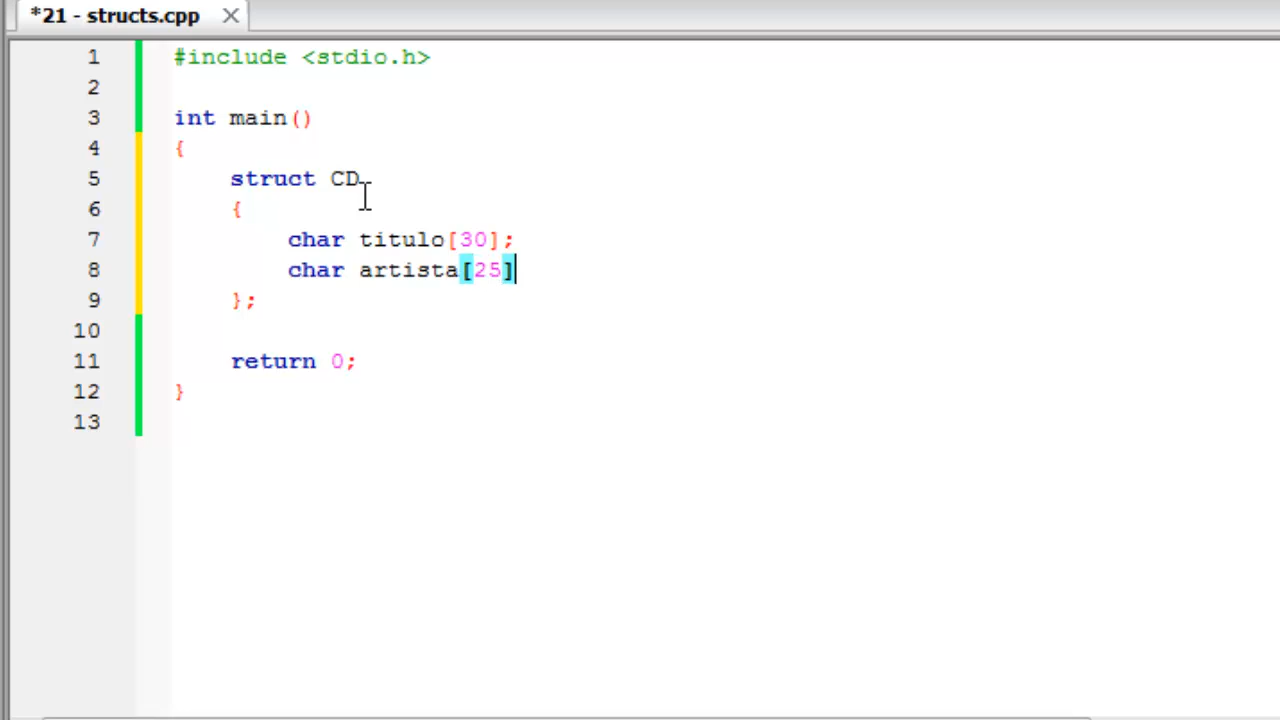 *21 - structs.cpp
1 #include <stdio.h>
2
3 int main()
4 {
5 struct CD
6 {
7 char titulo[30];
8 char artista[25]
9 };
10
11 return 0;
12 }
13